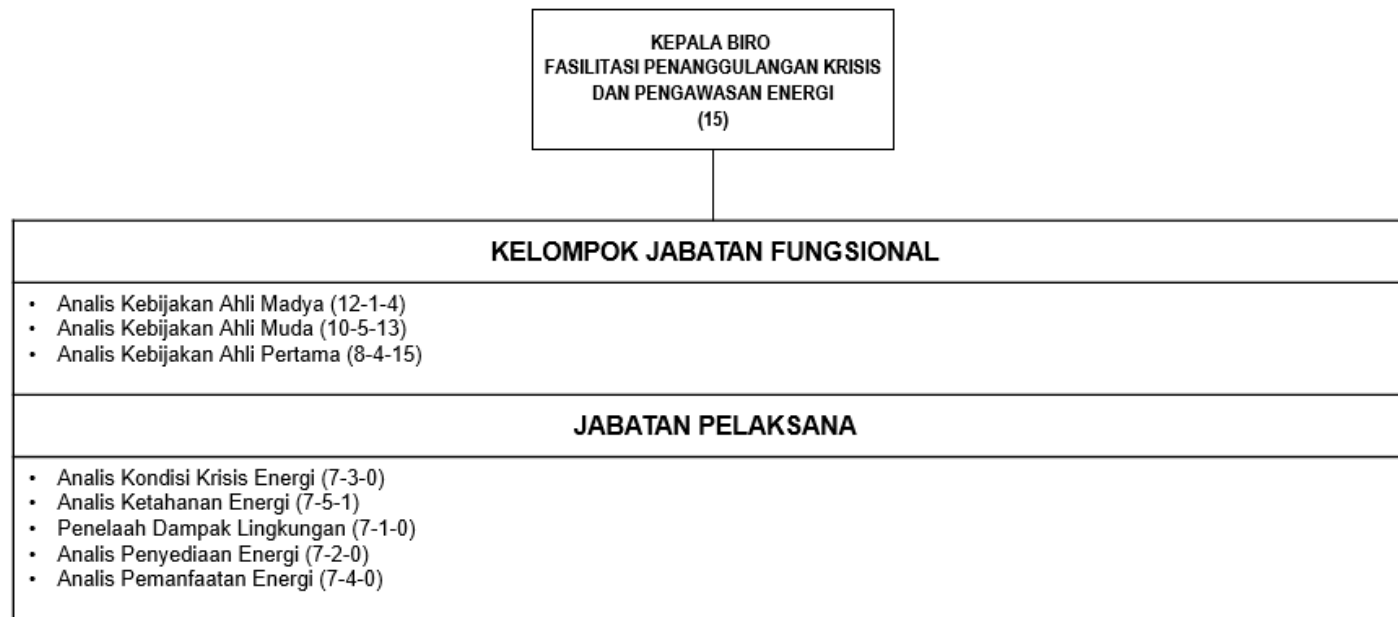 KEPALA BIRO
FASILITASI PENANGGULANGAN KRISIS
DAN PENGAWASAN ENERGI
(15)
KELOMPOK JABATAN FUNGSIONAL
• Analis Kebijakan Ahli Madya (12-1-4)
• Analis Kebijakan Ahli Muda (10-5-13)
• Analis Kebijakan Ahli Pertama (8-4-15)
JABATAN PELAKSANA
• Analis Kondisi Krisis Energi (7-3-0)
• Analis Ketahanan Energi (7-5-1)
• Penelaah Dampak Lingkungan (7-1-0)
• Analis Penyediaan Energi (7-2-0)
• Analis Pemanfaatan Energi (7-4-0)